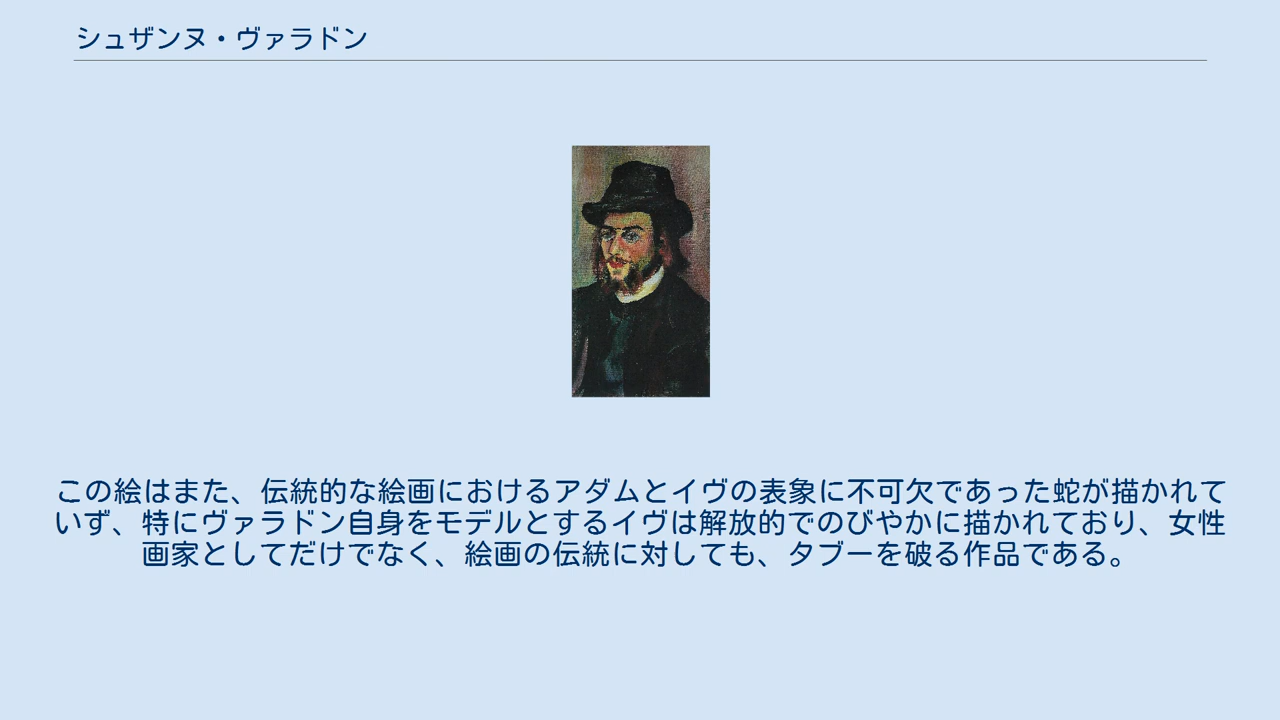 シュザンヌ・ヴァラドン
この絵はまた、伝統的な絵画におけるアダムとイヴの表象に不可欠であった蛇が描かれて
いず、特にヴァラドン自身をモデルとするイヴは解放的でのびやかに描かれており、女性
画家としてだけでなく、絵画の伝統に対しても、タブーを破る作品である。